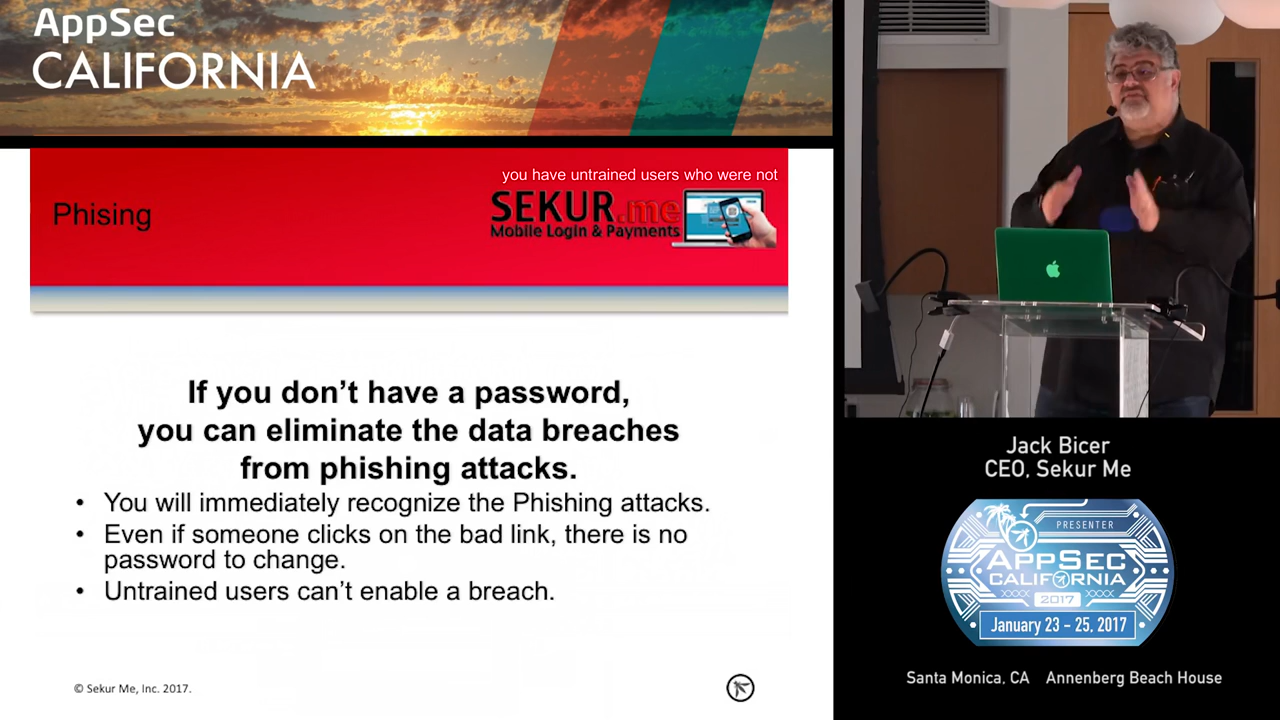 AppSec
CALIFORNIA
you have untrained users who were not
Phising
SEKUR.me
Mobile Login & Payments
If you don't have a password,
you can eliminate the data breaches
from phishing attacks.
• You will immediately recognize the Phishing attacks.
• Even if someone clicks on the bad link, there is no
password to change.
• Untrained users can't enable a breach.
© Sekur Me, Inc. 2017.
Jack Bicer
CEO, Sekur Me
PRESENTER
APPSEC
CALIFORNIA
2017
January 23 – 25, 2017
Santa Monica, CA Annenberg Beach House